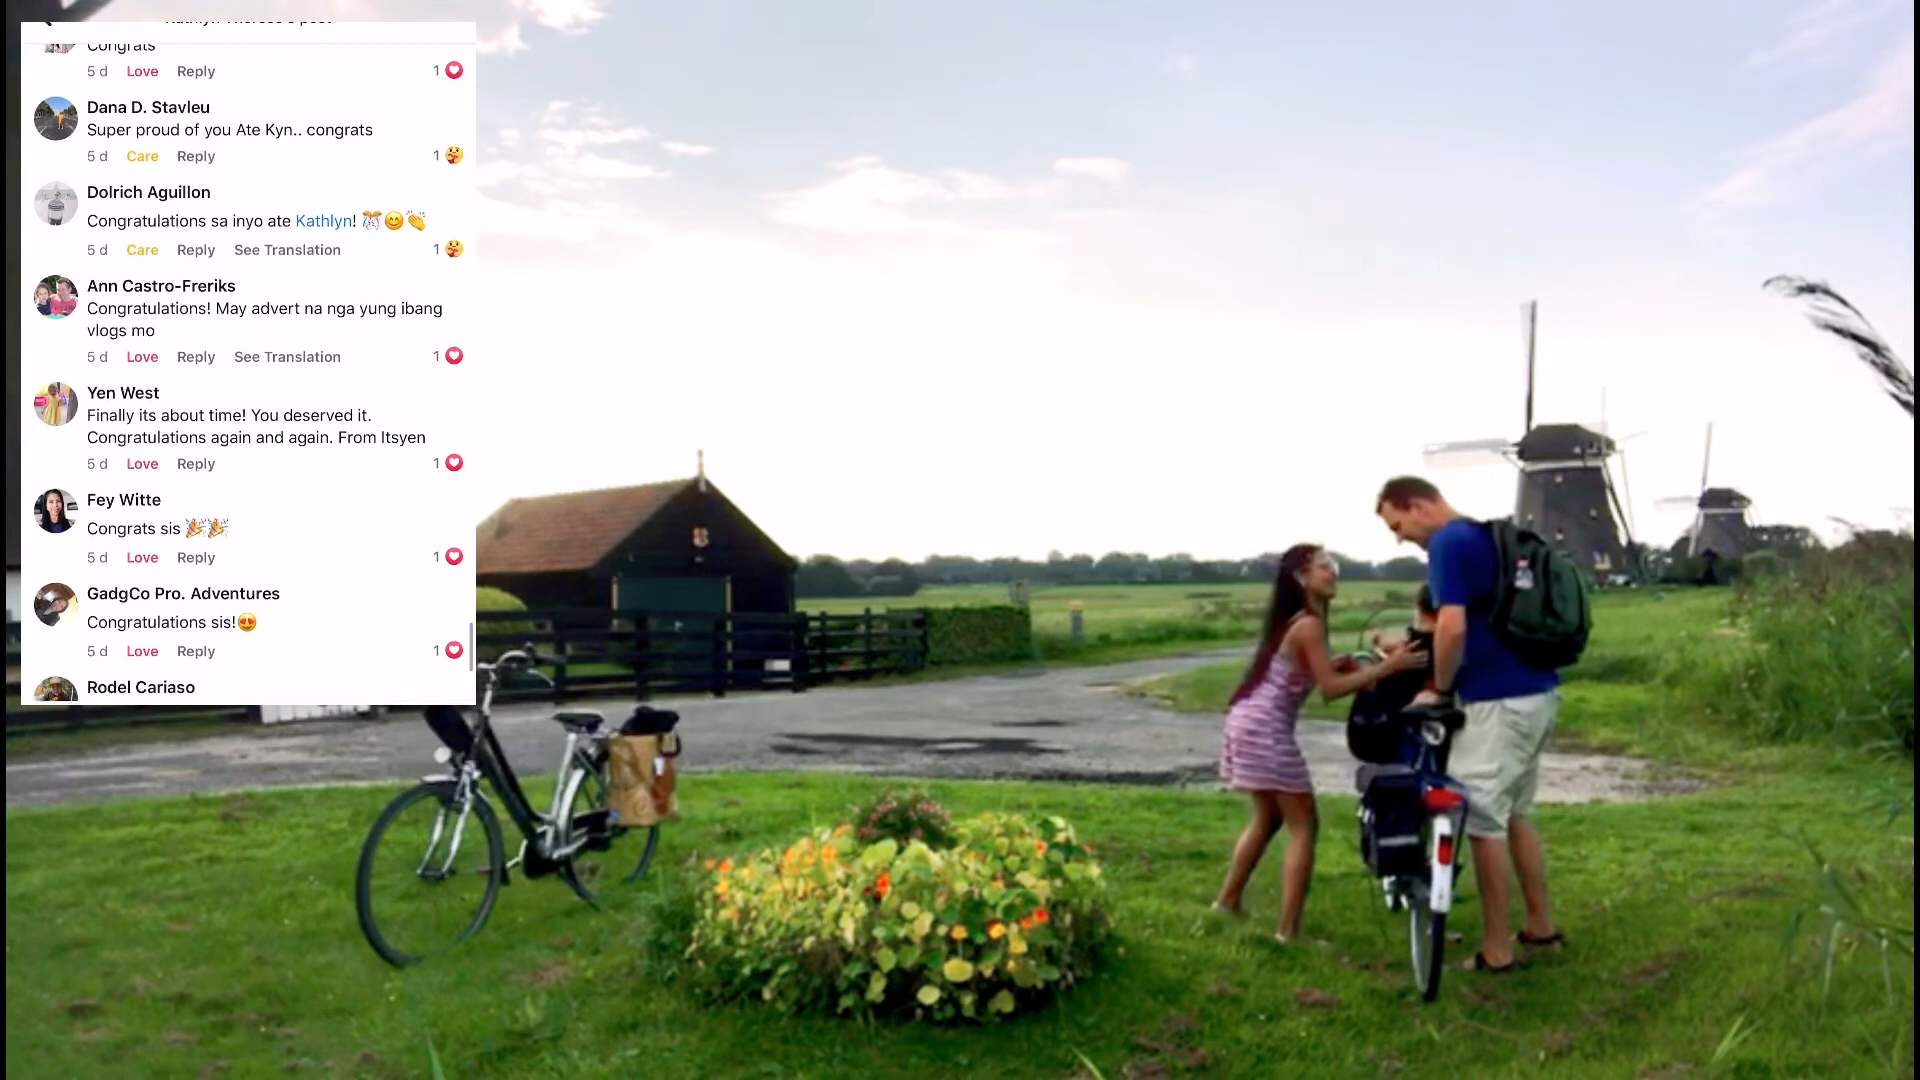 Congrats
5 d Love Reply 1
Dana D. Stavleu
Super proud of you Ate Kyn.. congrats
5 d Care Reply 1
Dolrich Aguillon
Congratulations sa inyo ate Kathlyn! 🎊😊👏
5 d Care Reply See Translation 1
Ann Castro-Freriks
Congratulations! May advert na nga yung ibang
vlogs mo
5 d Love Reply See Translation 1
Yen West
Finally its about time! You deserved it.
Congratulations again and again. From Itsyen
5 d Love Reply 1
Fey Witte
Congrats sis 🎉🎉
5 d Love Reply 1
GadgCo Pro. Adventures
Congratulations sis!😍
5 d Love Reply 1
Rodel Cariaso